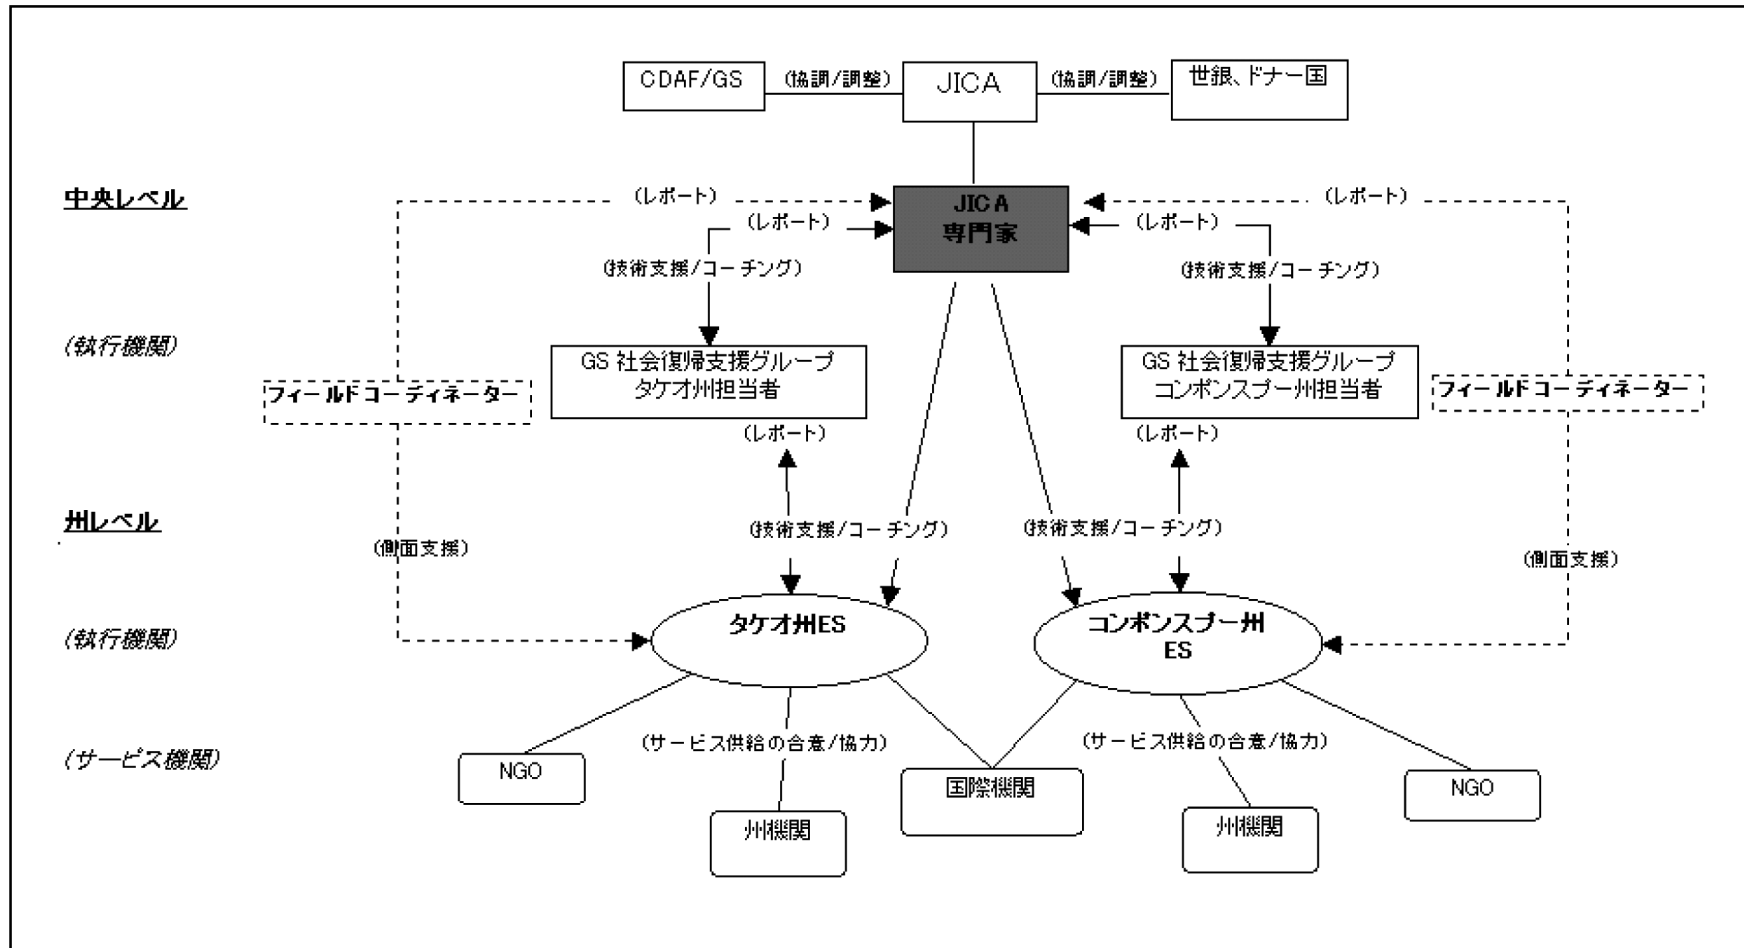 CDAF/GS
(協調/調整)
JICA
(協調/調整)
世銀、ドナー国
中央レベル
(レポート)
JICA
専門家
(レポート)
(レポート)
(レポート)
(技術支援/コーチング)
(技術支援/コーチング)
(執行機関)
GS 社会復帰支援グループ
タケオ州担当者
GS 社会復帰支援グループ
コンポンスプー州担当者
フィールドコーディネーター
フィールドコーディネーター
(レポート)
(レポート)
州レベル
(側面支援)
(技術支援/コーチング)
(技術支援/コーチング)
(側面支援)
(執行機関)
タケオ州ES
コンポンスプー州
ES
(サービス機関)
(サービス供給の合意/協力)
(サービス供給の合意/協力)
NGO
国際機関
NGO
州機関
州機関